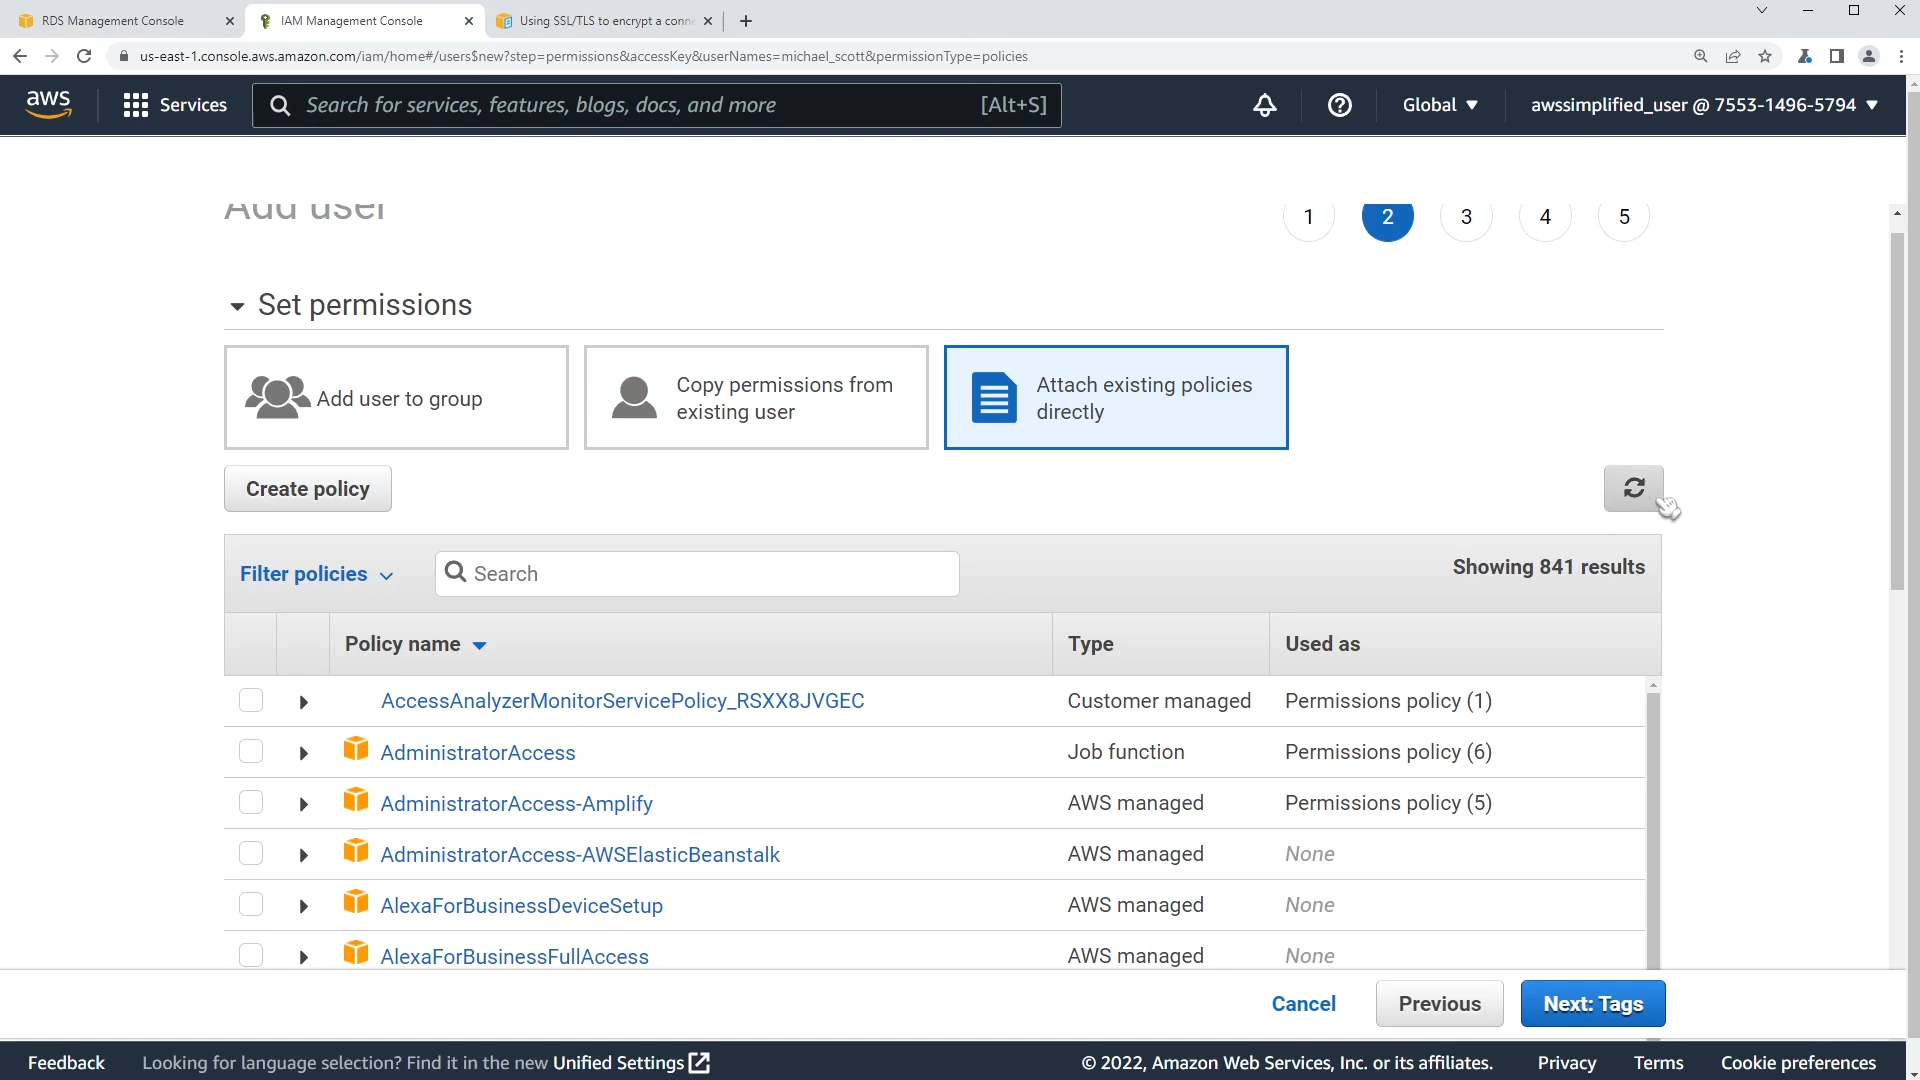 RDS Management Console
IAM Management Console
Using SSL/TLS to encrypt a conne
us-east-1.console.aws.amazon.com/iam/home#/users$new?step=permissions&accessKey&userNames=michael_scott&permissionType=policies
aws
Services
Search for services, features, blogs, docs, and more
[Alt+S]
Global
awssimplified_user @ 7553-1496-5794
Add user
1
2
3
4
5
Set permissions
Add user to group
Copy permissions from
existing user
Attach existing policies
directly
Create policy
Filter policies
Search
Showing 841 results
Policy name
Type
Used as
AccessAnalyzerMonitorServicePolicy_RSXX8JVGEC
Customer managed
Permissions policy (1)
AdministratorAccess
Job function
Permissions policy (6)
AdministratorAccess-Amplify
AWS managed
Permissions policy (5)
AdministratorAccess-AWSElasticBeanstalk
AWS managed
None
AlexaForBusinessDeviceSetup
AWS managed
None
AlexaForBusinessFullAccess
AWS managed
None
Cancel
Previous
Next: Tags
Feedback
Looking for language selection? Find it in the new Unified Settings
© 2022, Amazon Web Services, Inc. or its affiliates.
Privacy
Terms
Cookie preferences